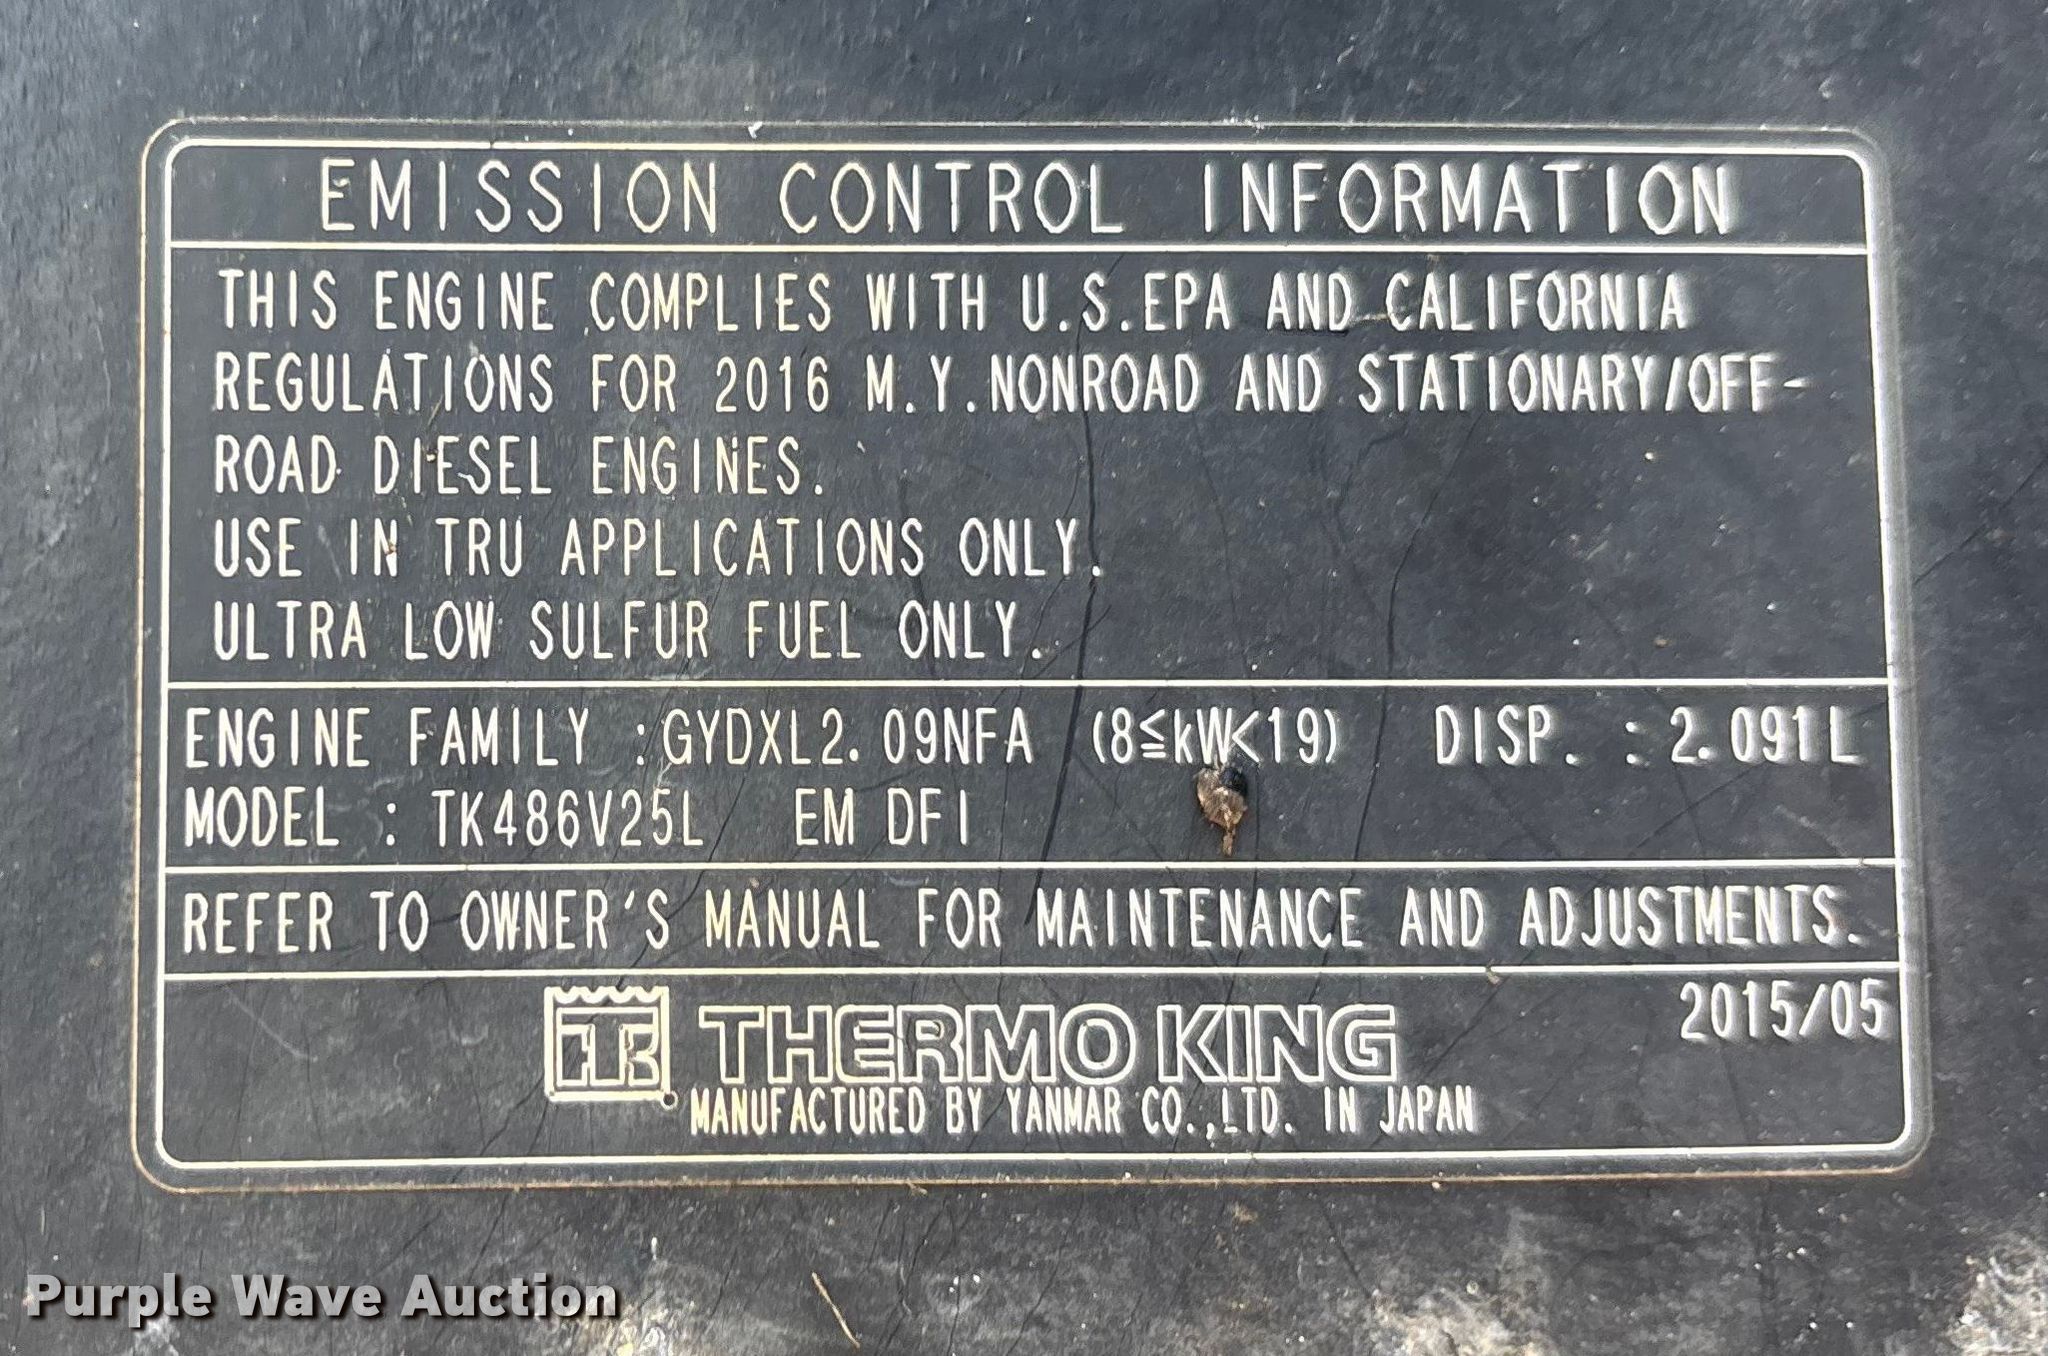 EMISSION CONTROL INFORMATION
THIS ENGINE COMPLIES WITH U.S.EPA AND CALIFORNIA
REGULATIONS FOR 2016 M.Y.NONROAD AND STATIONARY/OFF-
ROAD DIESEL ENGINES.
USE IN TRU APPLICATIONS ONLY.
ULTRA LOW SULFUR FUEL ONLY.
ENGINE FAMILY :GYDXL2.09NFA (8≦kW<19) DISP. : 2.091L
MODEL : TK486V25L EM DFI
REFER TO OWNER'S MANUAL FOR MAINTENANCE AND ADJUSTMENTS.
2015/05
TK THERMO KING
MANUFACTURED BY YANMAR CO.,LTD. IN JAPAN
Purple Wave Auction